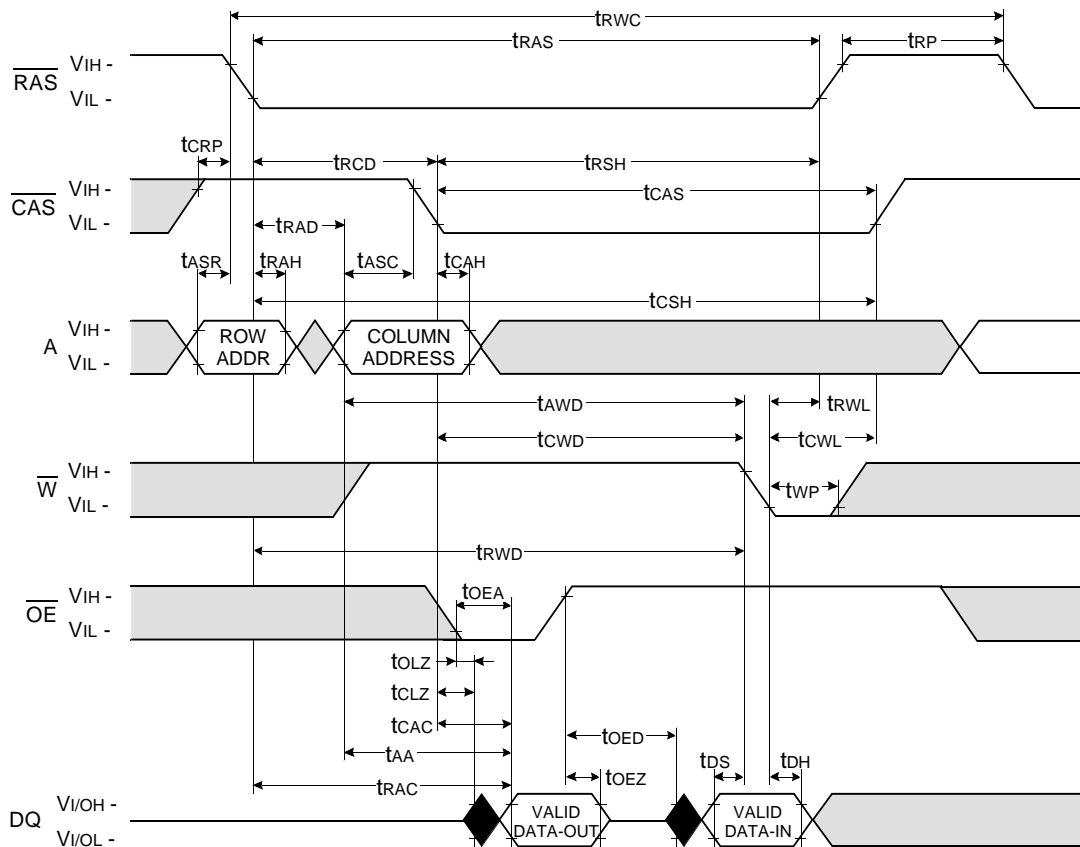 tRWC
tRAS
tRP
RAS
VIH -
VIL -
tCRP
tRCD
tRSH
CAS
VIH -
VIL -
tCAS
tRAD
tASR
tRAH
tASC
tCAH
tCSH
A
VIH -
VIL -
ROW
ADDR
COLUMN
ADDRESS
tAWD
tRWL
tCWD
tCWL
W
VIH -
VIL -
tWP
tRWD
OE
VIH -
VIL -
tOEA
tOLZ
tCLZ
tCAC
tOED
tAA
tDS
tDH
tOEZ
tRAC
DQ
VI/OH -
VI/OL -
VALID
DATA-OUT
VALID
DATA-IN